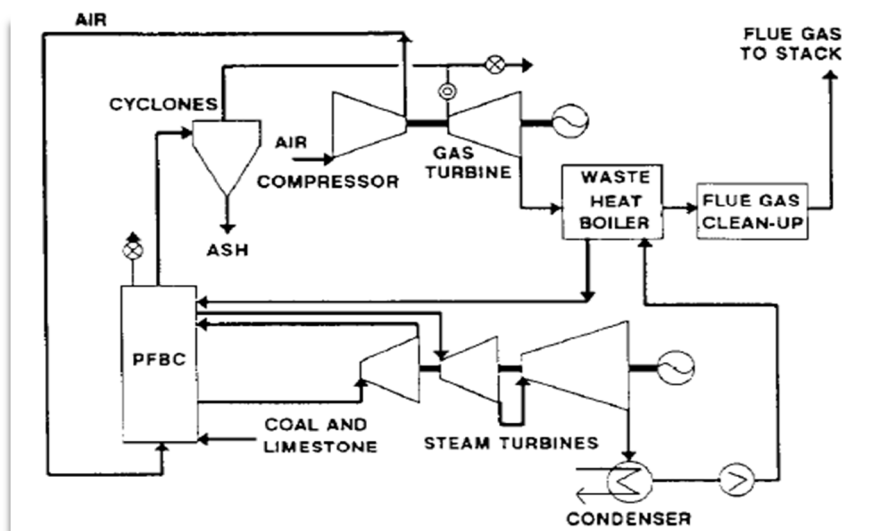 AIR
FLUE GAS
TO STACK
CYCLONES
AIR
COMPRESSOR
GAS
TURBINE
WASTE
HEAT
BOILER
FLUE GAS
CLEAN-UP
ASH
PFBC
COAL AND
LIMESTONE
STEAM TURBINES
CONDENSER